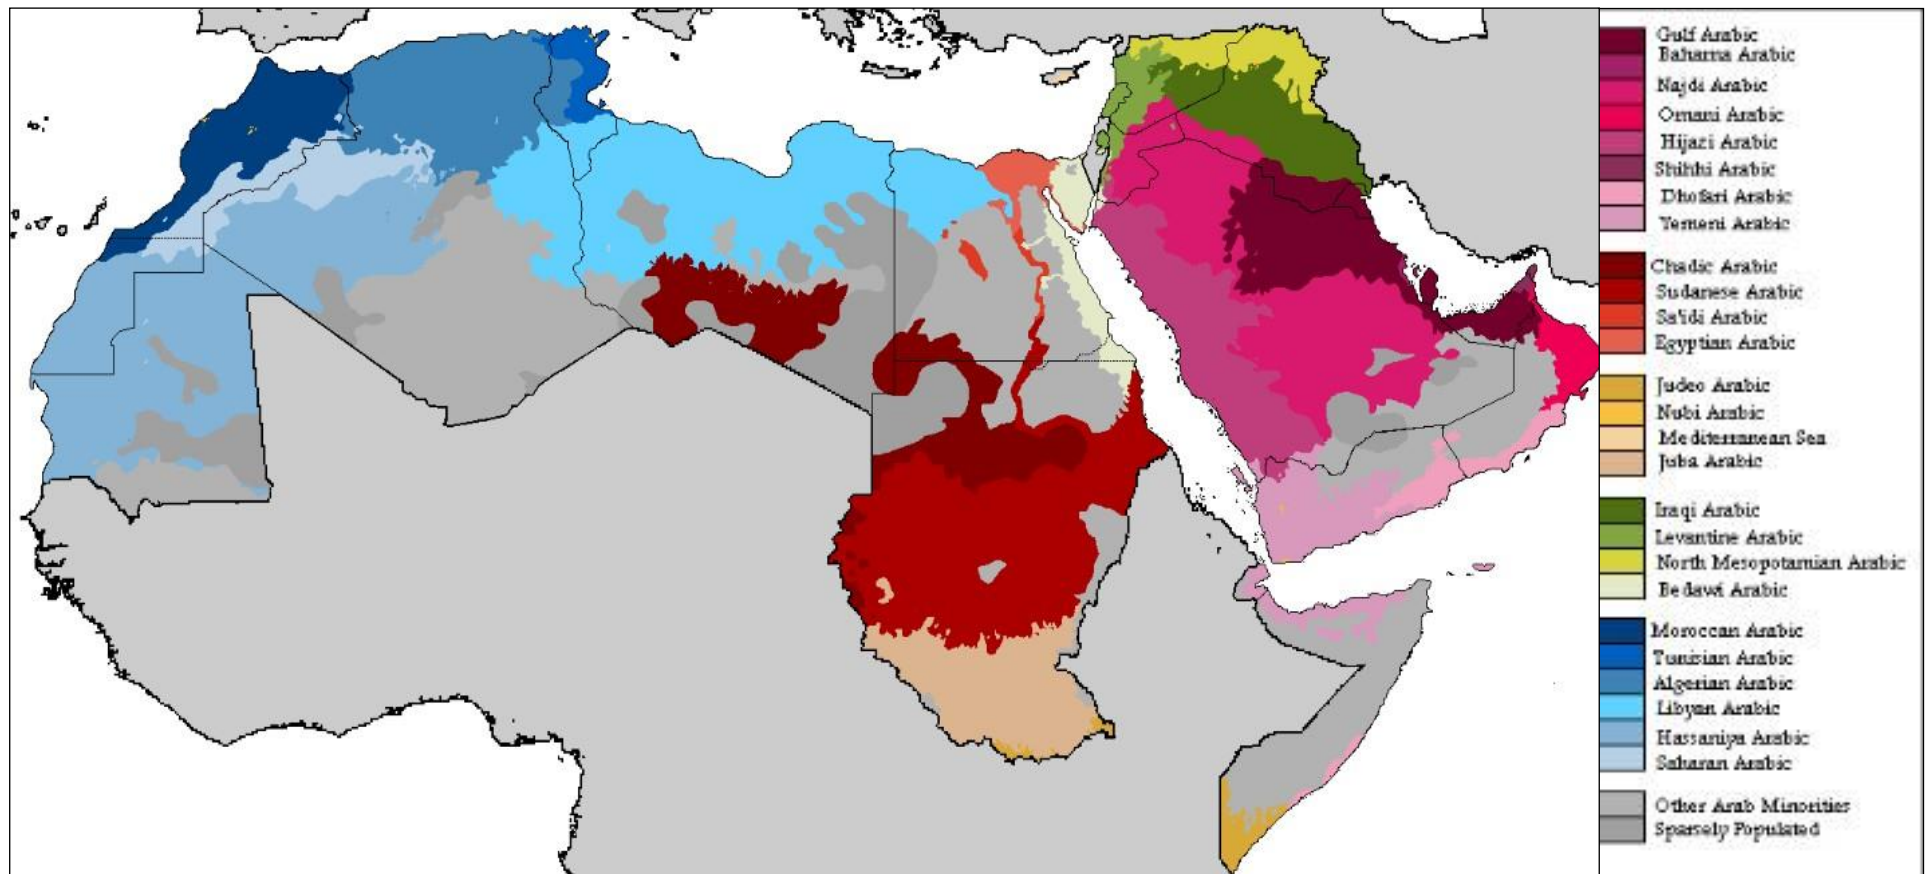 Gulf Arabic
Baharna Arabic
Najdi Arabic
Omani Arabic
Hijazi Arabic
Shihhi Arabic
Dhofari Arabic
Yemeni Arabic
Chadic Arabic
Sudanese Arabic
Sa'idi Arabic
Egyptian Arabic
Judeo Arabic
Nubi Arabic
Mediterranean Sea
Juba Arabic
Iraqi Arabic
Levantine Arabic
North Mesopotamian Arabic
Bedawi Arabic
Moroccan Arabic
Tunisian Arabic
Algerian Arabic
Libyan Arabic
Hassaniya Arabic
Saharan Arabic
Other Arab Minorities
Sparsely Populated